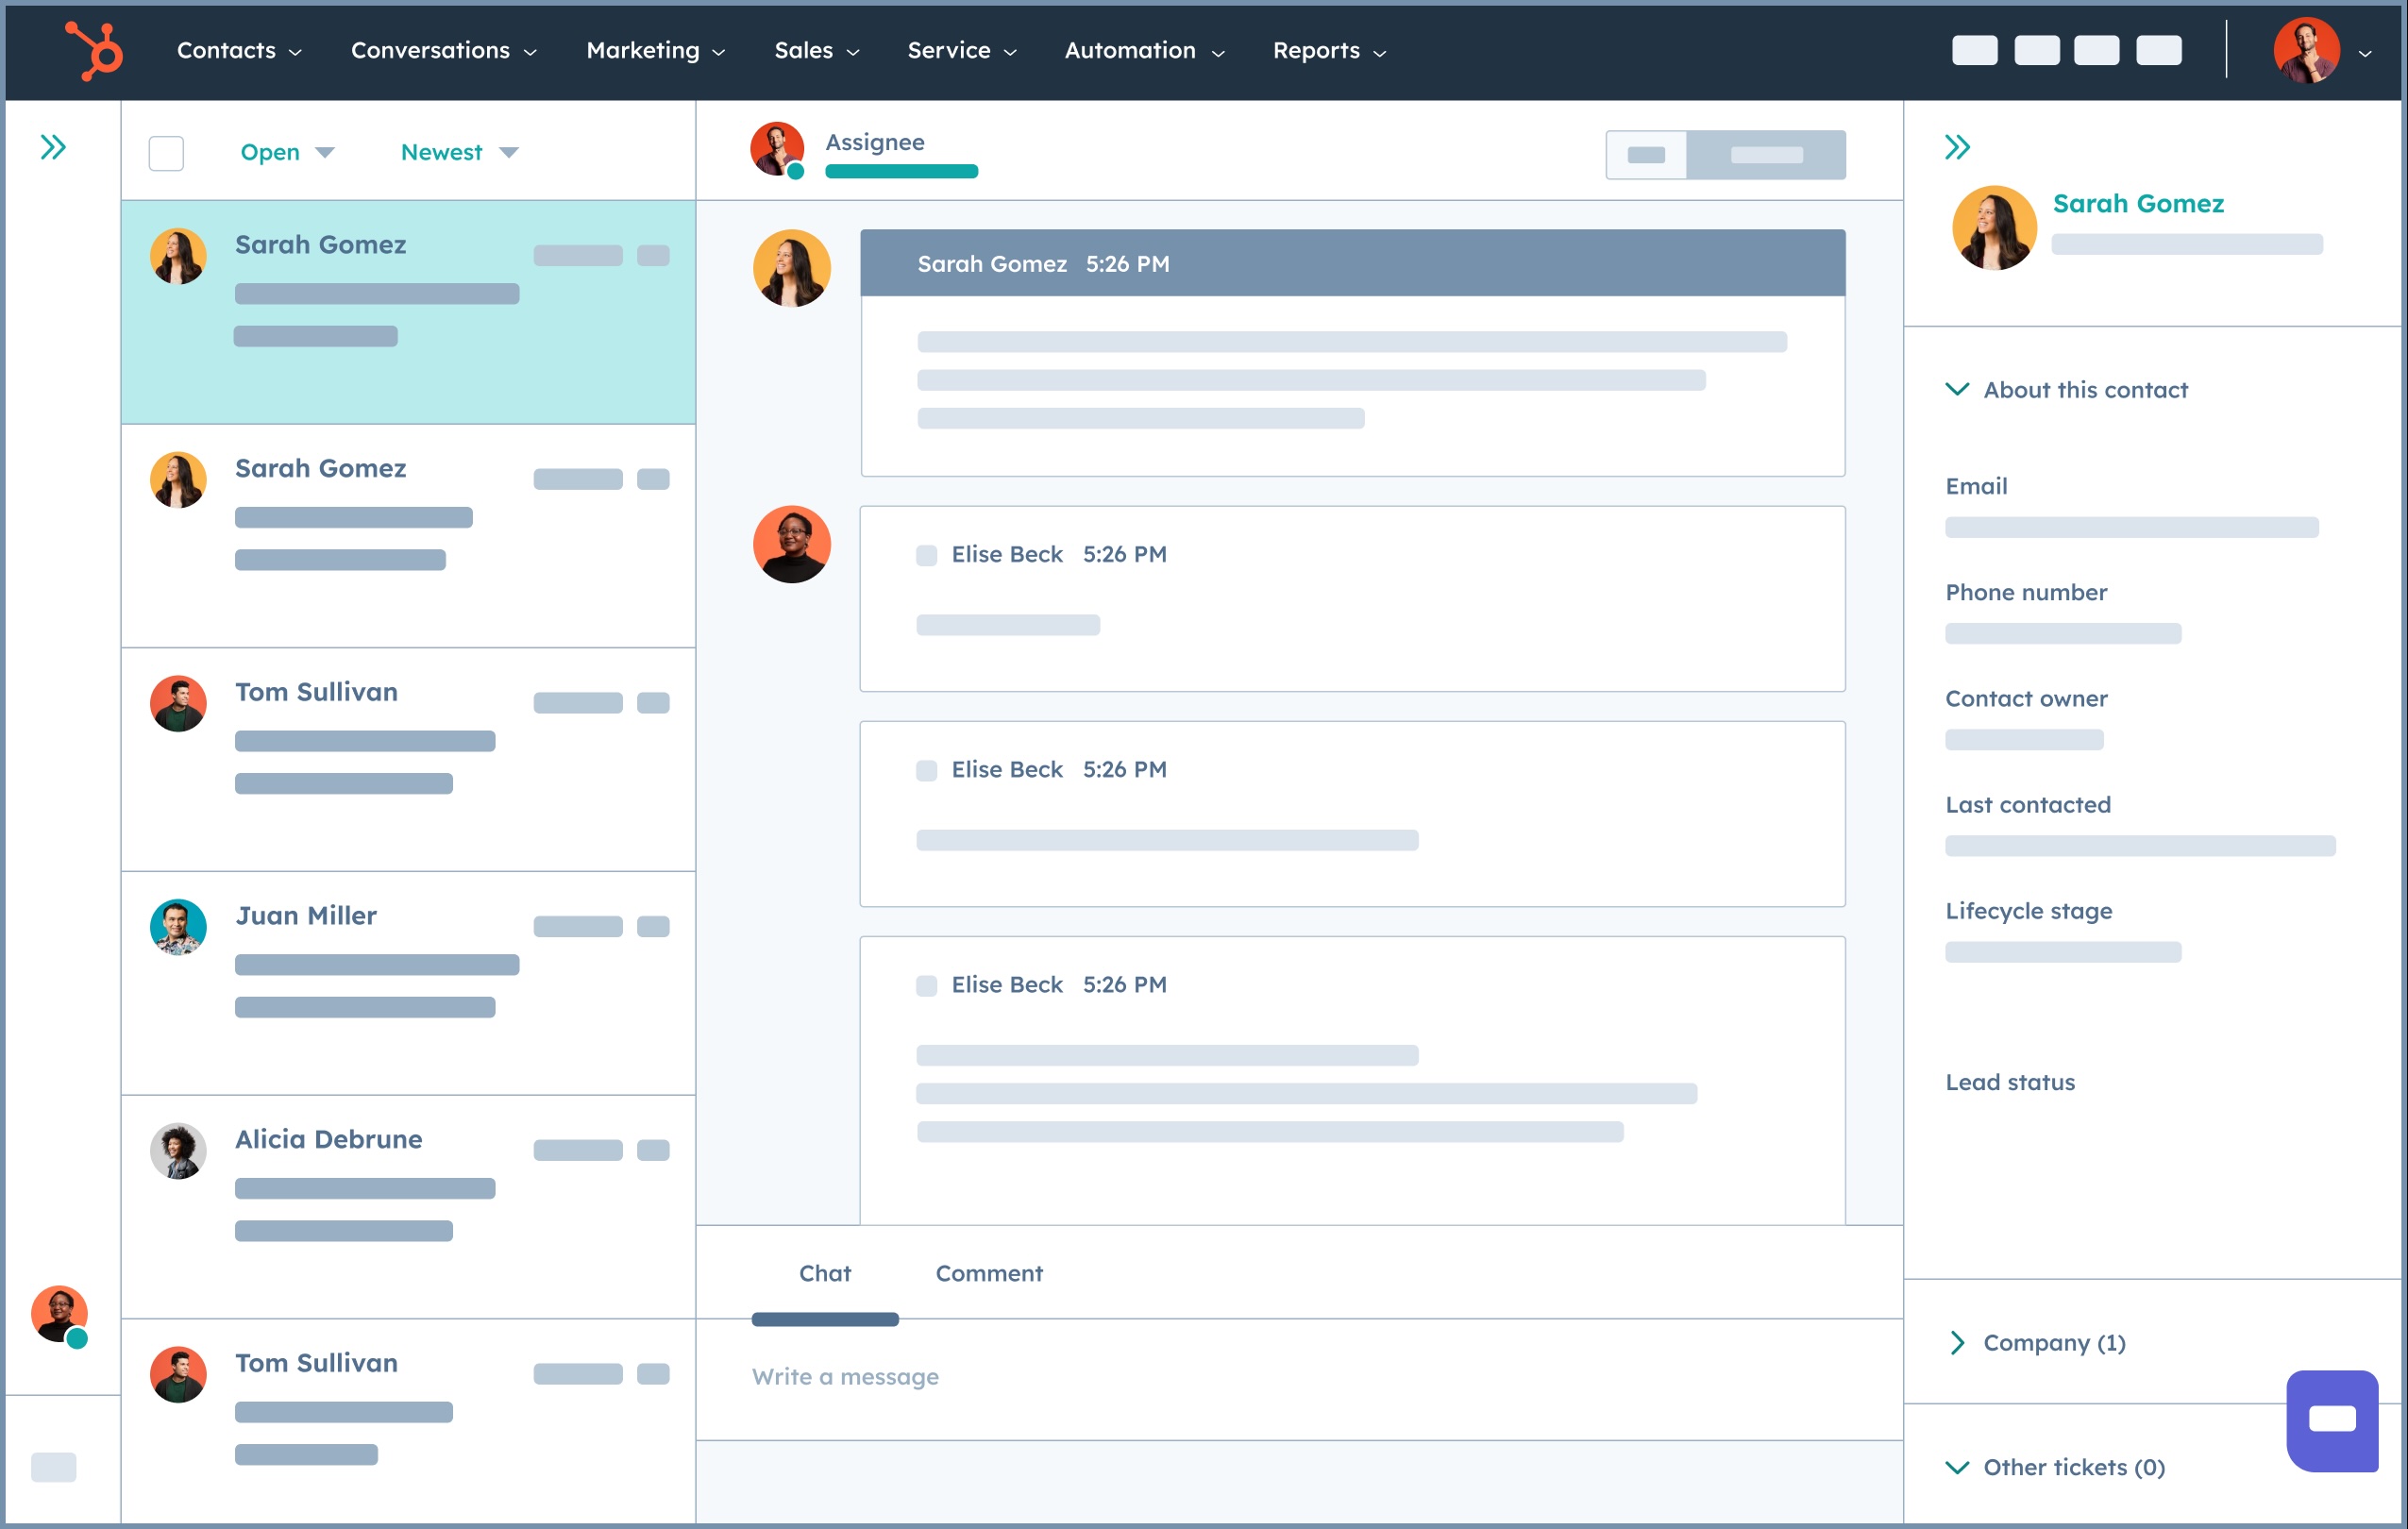 Contacts Conversations Marketing Sales Service Automation Reports
Open Newest
Sarah Gomez
Sarah Gomez
Tom Sullivan
Juan Miller
Alicia Debrune
Tom Sullivan
Assignee
Sarah Gomez 5:26 PM
Elise Beck 5:26 PM
Elise Beck 5:26 PM
Elise Beck 5:26 PM
Chat Comment
Write a message
Sarah Gomez
About this contact
Email
Phone number
Contact owner
Last contacted
Lifecycle stage
Lead status
Company (1)
Other tickets (0)